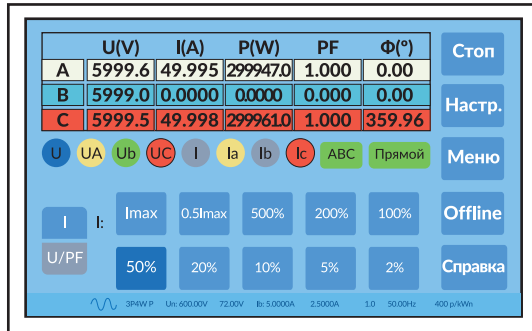 U(V) I(A) P(W) PF Φ(°)
A 5999.6 49.995 299947.0 1.000 0.00
B 5999.0 0.0000 0.0000 0.000 0.00
C 5999.5 49.998 299961.0 1.000 359.96
Стоп
Настр.
U UA Ub UC I Ia Ib Ic ABC Прямой
Меню
I I: Imax 0.5Imax 500% 200% 100%
Offline
U/PF 50% 20% 10% 5% 2%
Справка
3P4W P Un: 600.00V 72.00V Ib: 5.0000A 2.5000A 1.0 50.00Hz 400 p/kWn